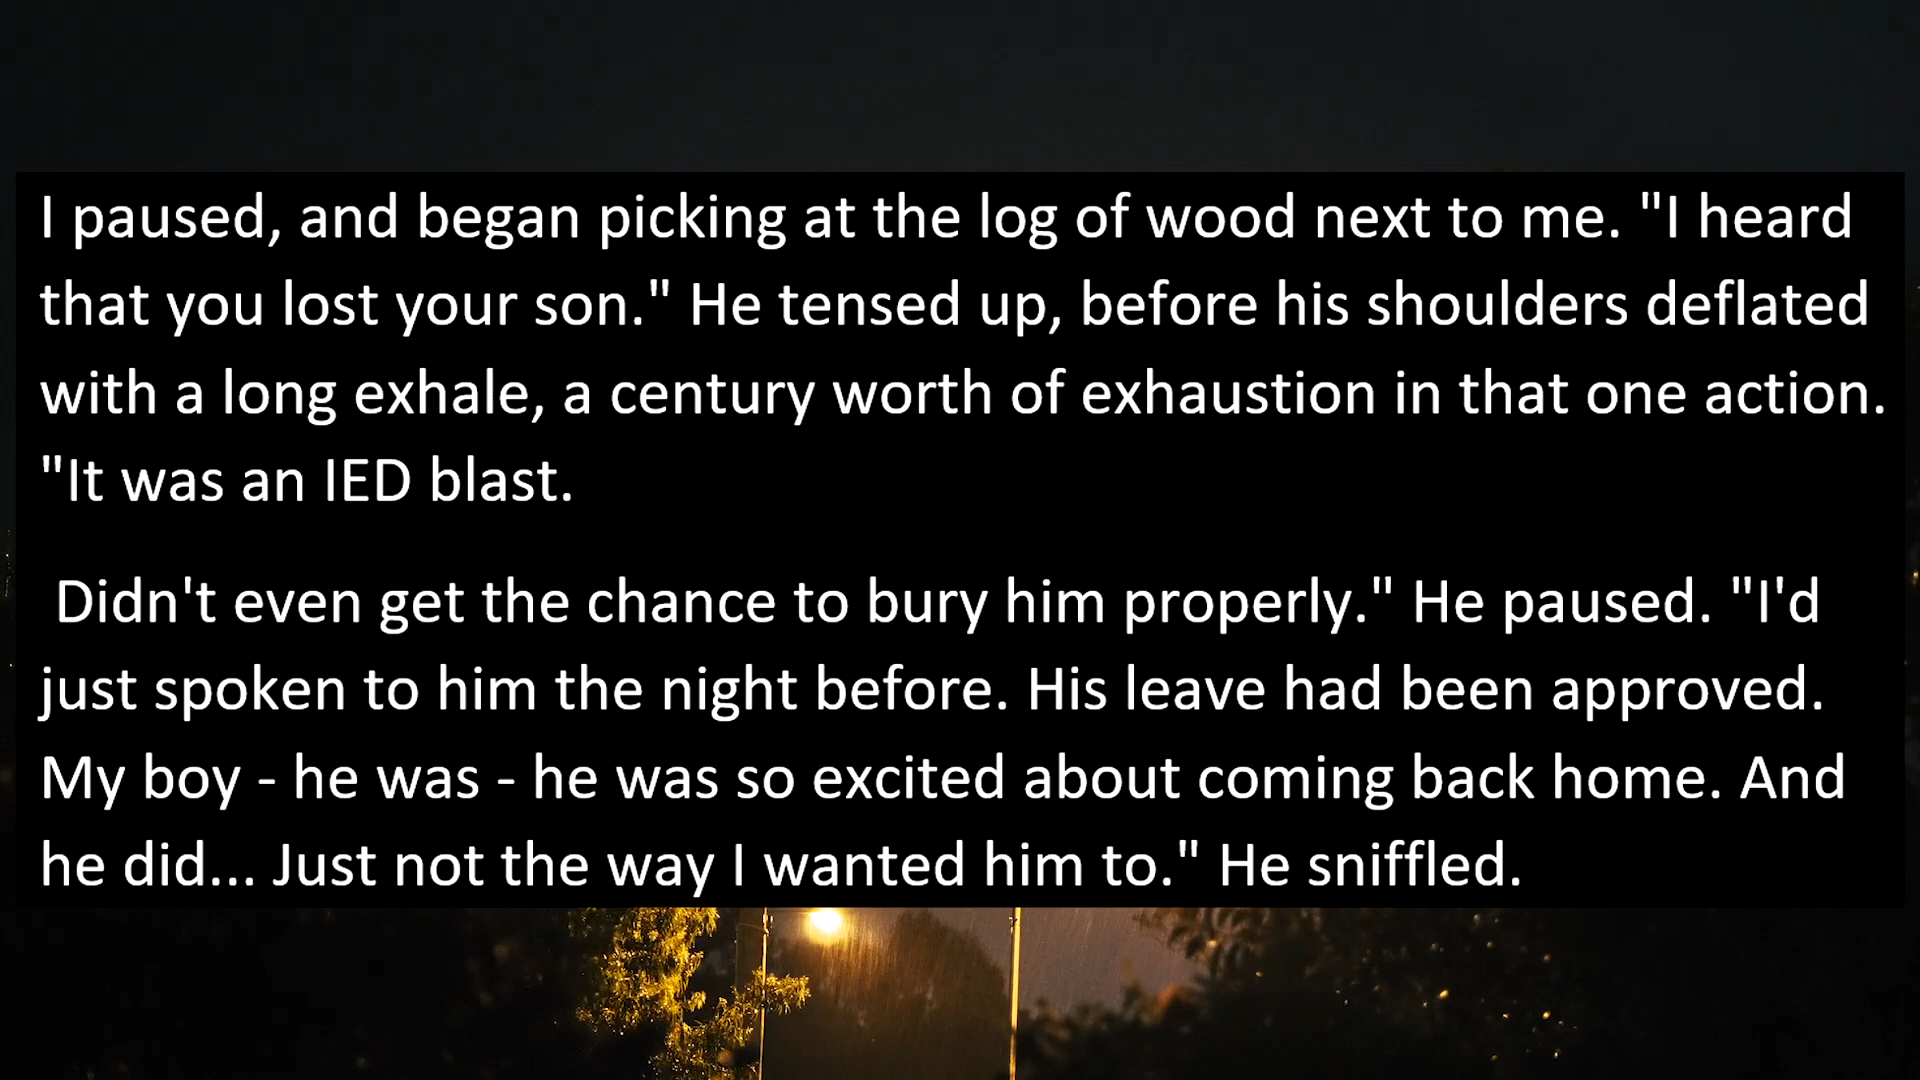 I paused, and began picking at the log of wood next to me. "I heard
that you lost your son." He tensed up, before his shoulders deflated
with a long exhale, a century worth of exhaustion in that one action.
"It was an IED blast.
Didn't even get the chance to bury him properly." He paused. "I'd
just spoken to him the night before. His leave had been approved.
My boy - he was - he was so excited about coming back home. And
he did... Just not the way I wanted him to." He sniffled.